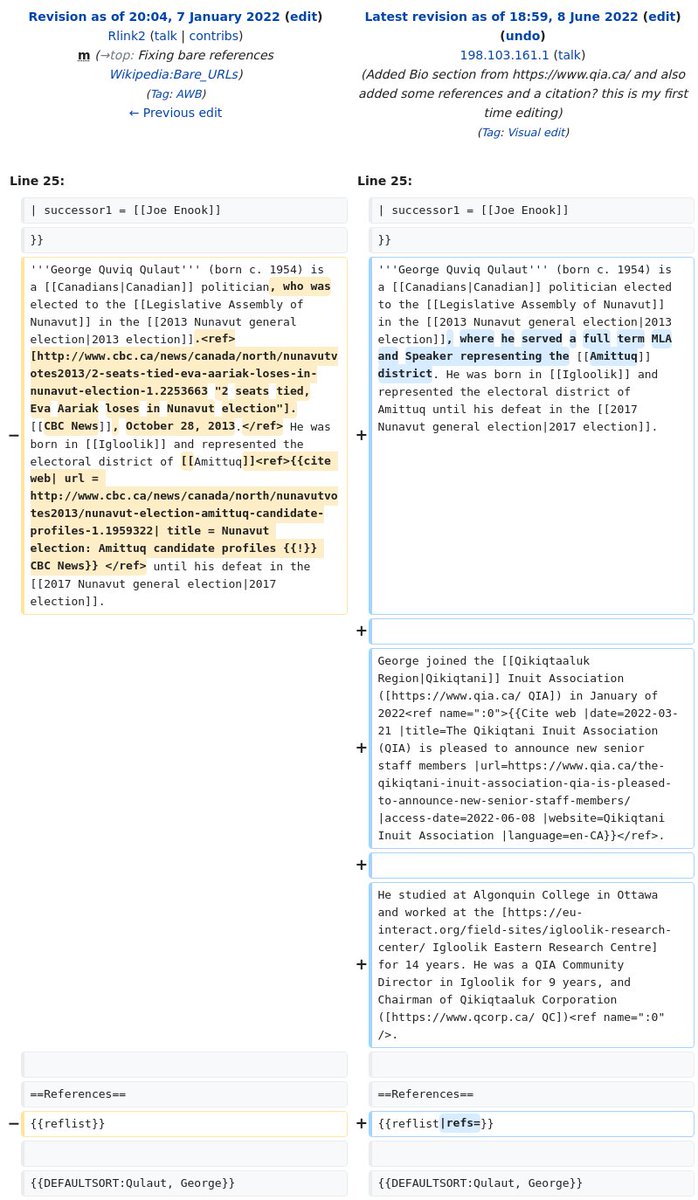 Revision as of 20:04, 7 January 2022 (edit)
Rlink2 (talk | contribs)
m (→top: Fixing bare references
Wikipedia:Bare_URLs)
(Tag: AWB)
← Previous edit
Latest revision as of 18:59, 8 June 2022 (edit)
(undo)
198.103.161.1 (talk)
(Added Bio section from https://www.qia.ca/ and also
added some references and a citation? this is my first
time editing)
(Tag: Visual edit)
Line 25:
Line 25:
| successor1 = [[Joe Enook]]
| successor1 = [[Joe Enook]]
}}
}}
−
'''George Quviq Qulaut''' (born c. 1954) is
a [[Canadians|Canadian]] politician, who was
elected to the [[Legislative Assembly of
Nunavut]] in the [[2013 Nunavut general
election|2013 election]].<ref>
[http://www.cbc.ca/news/canada/north/nunavutv
otes2013/2-seats-tied-eva-aariak-loses-in-
nunavut-election-1.2253663 "2 seats tied,
Eva Aariak loses in Nunavut election"].
[[CBC News]], October 28, 2013.</ref> He was
born in [[Igloolik]] and represented the
electoral district of [[Amittuq]]<ref>{{cite
web| url =
http://www.cbc.ca/news/canada/north/nunavutvo
tes2013/nunavut-election-amittuq-candidate-
profiles-1.1959322| title = Nunavut
election: Amittuq candidate profiles {{!}}
CBC News}} </ref> until his defeat in the
[[2017 Nunavut general election|2017
election]].
+
'''George Quviq Qulaut''' (born c. 1954) is
a [[Canadians|Canadian]] politician elected
to the [[Legislative Assembly of Nunavut]]
in the [[2013 Nunavut general election|2013
election]], where he served a full term MLA
and Speaker representing the [[Amittuq]]
district. He was born in [[Igloolik]] and
represented the electoral district of
Amittuq until his defeat in the [[2017
Nunavut general election|2017 election]].
+
+
George joined the [[Qikiqtaaluk
Region|Qikiqtani]] Inuit Association
([https://www.qia.ca/ QIA]) in January of
2022<ref name=":0">{{Cite web |date=2022-03-
21 |title=The Qikiqtani Inuit Association
(QIA) is pleased to announce new senior
staff members |url=https://www.qia.ca/the-
qikiqtani-inuit-association-qia-is-pleased-
to-announce-new-senior-staff-members/
|access-date=2022-06-08 |website=Qikiqtani
Inuit Association |language=en-CA}}</ref>.
+
+
He studied at Algonquin College in Ottawa
and worked at the [https://eu-
interact.org/field-sites/igloolik-research-
center/ Igloolik Eastern Research Centre]
for 14 years. He was a QIA Community
Director in Igloolik for 9 years, and
Chairman of Qikiqtaaluk Corporation
([https://www.qcorp.ca/ QC])<ref name=":0"
/>.
==References==
==References==
−
{{reflist}}
+
{{reflist|refs=}}
{{DEFAULTSORT:Qulaut, George}}
{{DEFAULTSORT:Qulaut, George}}